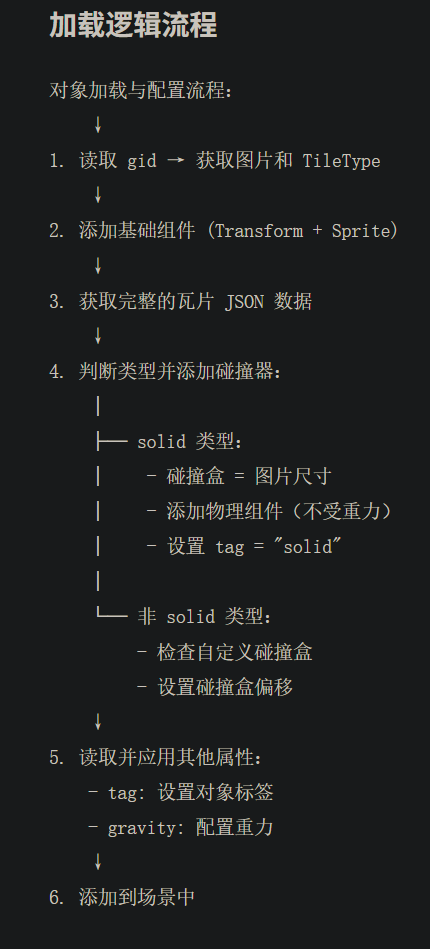 加载逻辑流程
对象加载与配置流程:
↓
1. 读取 gid → 获取图片和 TileType
↓
2. 添加基础组件 (Transform + Sprite)
↓
3. 获取完整的瓦片 JSON 数据
↓
4. 判断类型并添加碰撞器:
│
├── solid 类型:
│ - 碰撞盒 = 图片尺寸
│ - 添加物理组件（不受重力）
│ - 设置 tag = "solid"
│
└── 非 solid 类型:
- 检查自定义碰撞盒
- 设置碰撞盒偏移
↓
5. 读取并应用其他属性:
- tag: 设置对象标签
- gravity: 配置重力
↓
6. 添加到场景中